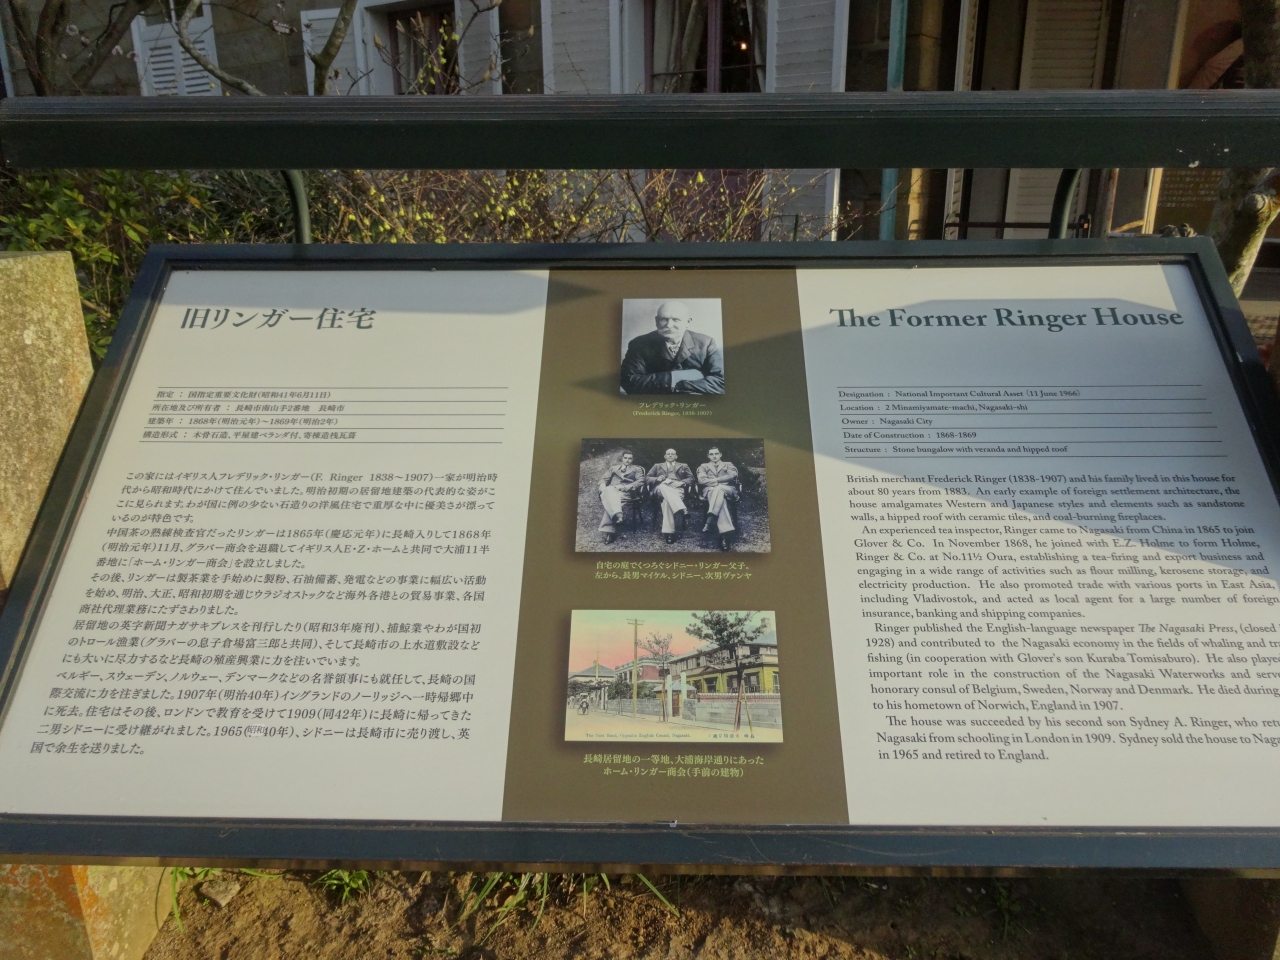 旧リンガー住宅
指定 : 国指定重要文化財(昭和41年6月11日)
所在地及び所有者 : 長崎市南山手2番地 長崎市
建築年 : 1868年(明治元年)～1869年(明治2年)
構造形式 : 木骨石造、平屋建ベランダ付、寄棟造桟瓦葺
この家にはイギリス人フレデリック・リンガー(F. Ringer 1838～1907)一家が明治時
代から昭和時代にかけて住んでいました。明治初期の居留地建築の代表的な姿がこ
こに見られます。わが国に例の少ない石造りの洋風住宅で重厚な中に優美さが漂って
いるのが特色です。
中国茶の熟練検査官だったリンガーは1865年(慶応元年)に長崎入りして1868年
(明治元年)11月、グラバー商会を退職してイギリス人E・Z・ホームと共同で大浦11半
番地に「ホーム・リンガー商会」を設立しました。
その後、リンガーは製茶業を手始めに製粉、石油備蓄、発電などの事業に幅広い活動
を始め、明治、大正、昭和初期を通じウラジオストックなど海外各港との貿易事業、各国
商社代理業務にたずさわりました。
居留地の英字新聞ナガサキプレスを刊行したり(昭和3年廃刊)、捕鯨業やわが国初
のトロール漁業(グラバーの息子倉場富三郎と共同)、そして長崎市の上水道敷設など
にも大いに尽力するなど長崎の殖産興業に力を注いでいます。
ベルギー、スウェーデン、ノルウェー、デンマークなどの名誉領事にも就任して、長崎の国
際交流に力を注ぎました。1907年(明治40年)イングランドのノーリッジへ一時帰郷中
に死去。住宅はその後、ロンドンで教育を受けて1909(同42年)に長崎に帰ってきた
二男シドニーに受け継がれました。1965(昭和40年)、シドニーは長崎市に売り渡し、英
国で余生を送りました。
フレデリック・リンガー
(Frederick Ringer, 1838-1907)
自宅の庭でくつろぐシドニー・リンガー父子。
左から、長男マイケル、シドニー、次男ヴァンヤ
長崎居留地の一等地、大浦海岸通りにあった
ホーム・リンガー商会(手前の建物)
The Former Ringer House
Designation : National Important Cultural Asset (11 June 1966)
Location : 2 Minamiyamate-machi, Nagasaki-shi
Owner : Nagasaki City
Date of Construction : 1868-1869
Structure : Stone bungalow with veranda and hipped roof
British merchant Frederick Ringer (1838-1907) and his family lived in this house for
about 80 years from 1883. An early example of foreign settlement architecture, the
house amalgamates Western and Japanese styles and elements such as sandstone
walls, a hipped roof with ceramic tiles, and coal-burning fireplaces.
An experienced tea inspector, Ringer came to Nagasaki from China in 1865 to join
Glover & Co. In November 1868, he joined with E.Z. Holme to form Holme,
Ringer & Co. at No.11½ Oura, establishing a tea-firing and export business and
engaging in a wide range of activities such as flour milling, kerosene storage, and
electricity production. He also promoted trade with various ports in East Asia,
including Vladivostok, and acted as local agent for a large number of foreign
insurance, banking and shipping companies.
Ringer published the English-language newspaper The Nagasaki Press, (closed
1928) and contributed to the Nagasaki economy in the fields of whaling and
fishing (in cooperation with Glover's son Kuraba Tomisaburo). He also played
important role in the construction of the Nagasaki Waterworks and
honorary consul of Belgium, Sweden, Norway and Denmark. He died during
to his hometown of Norwich, England in 1907.
The house was succeeded by his second son Sydney A. Ringer, who
Nagasaki from schooling in London in 1909. Sydney sold the house to
in 1965 and retired to England.